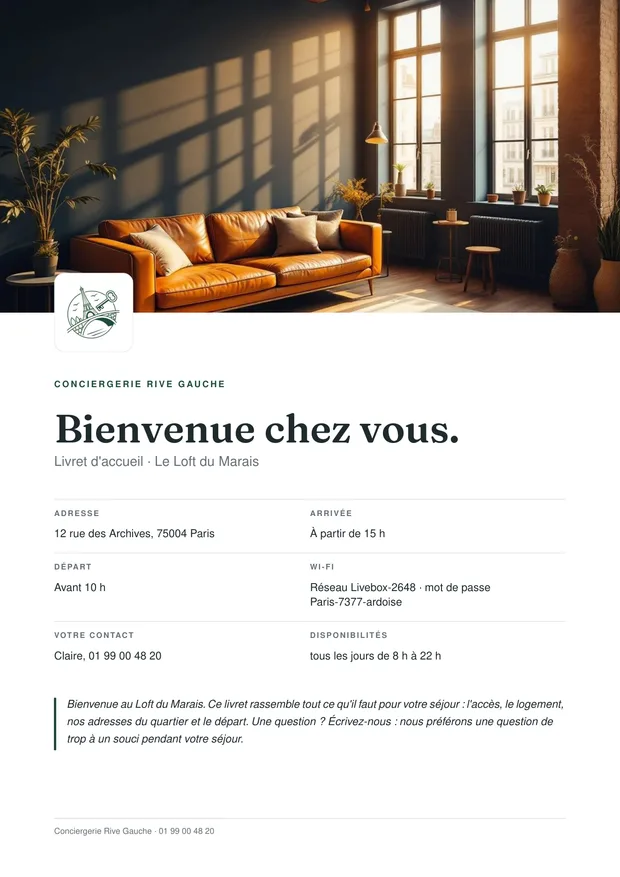 CONCIERGERIE RIVE GAUCHE
Bienvenue chez vous.
Livret d'accueil · Le Loft du Marais
ADRESSE
12 rue des Archives, 75004 Paris
ARRIVÉE
À partir de 15 h
DÉPART
Avant 10 h
WI-FI
Réseau Livebox-2648 · mot de passe
Paris-7377-ardoise
VOTRE CONTACT
Claire, 01 99 00 48 20
DISPONIBILITÉS
tous les jours de 8 h à 22 h
Bienvenue au Loft du Marais. Ce livret rassemble tout ce qu'il faut pour votre séjour : l'accès, le logement,
nos adresses du quartier et le départ. Une question ? Écrivez-nous : nous préférons une question de
trop à un souci pendant votre séjour.
Conciergerie Rive Gauche · 01 99 00 48 20